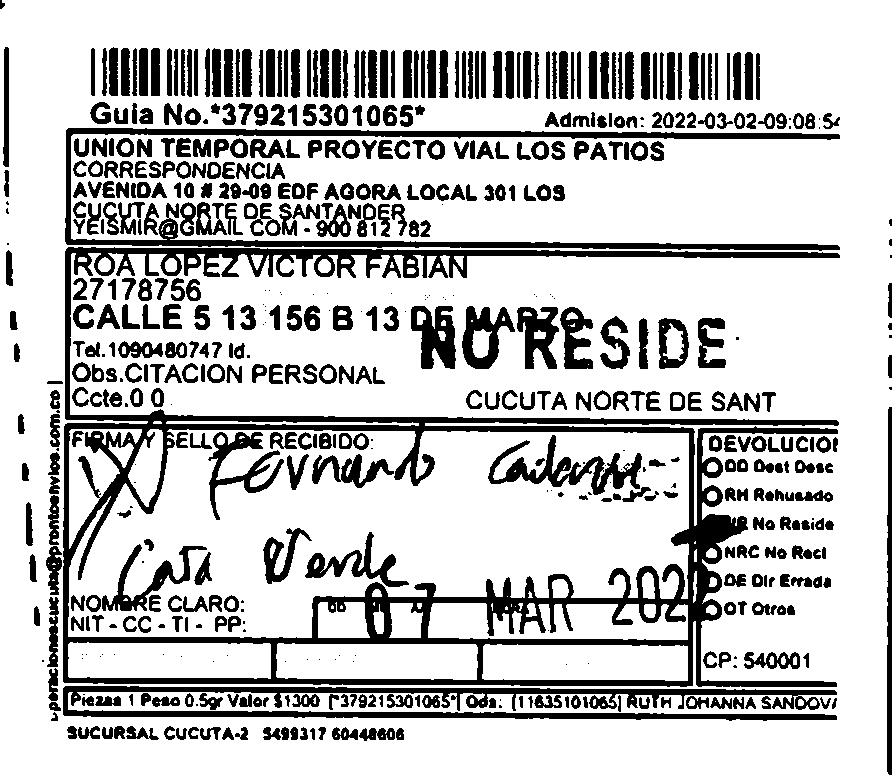 Guia No.*379215301065*
Admision: 2022-03-02-09:08:54
UNION TEMPORAL PROYECTO VIAL LOS PATIOS
CORRESPONDENCIA
AVENIDA 10 # 29-09 EDF AGORA LOCAL 301 LOS
CUCUTA NORTE DE SANTANDER
YEISMIR@GMAIL COM - 900 812 782
ROA LOPEZ VICTOR FABIAN
27178756
CALLE 5 13 156 B 13 DE MARZO
NO RESIDE
Tel.1090480747 Id.
Obs.CITACION PERSONAL
Ccte.0 0
CUCUTA NORTE DE SANT
FIRMA Y SELLO DE RECIBIDO:
Fernando
Casa Verde
NOMBRE CLARO:
NIT - CC - TI - PP:
07 MAR 202
DEVOLUCION
DD Dest Desc
RH Rehusado
NR No Reside
NRC No Recl
DE Dir Errada
OT Otros
CP: 540001
Piezas 1 Peso 0.5gr Valor $1300 [*379215301065*] Ods: [11635101065] RUTH JOHANNA SANDOVA
SUCURSAL CUCUTA-2 5499317 60448606
operacionescucuta@prontoenvios.com.co